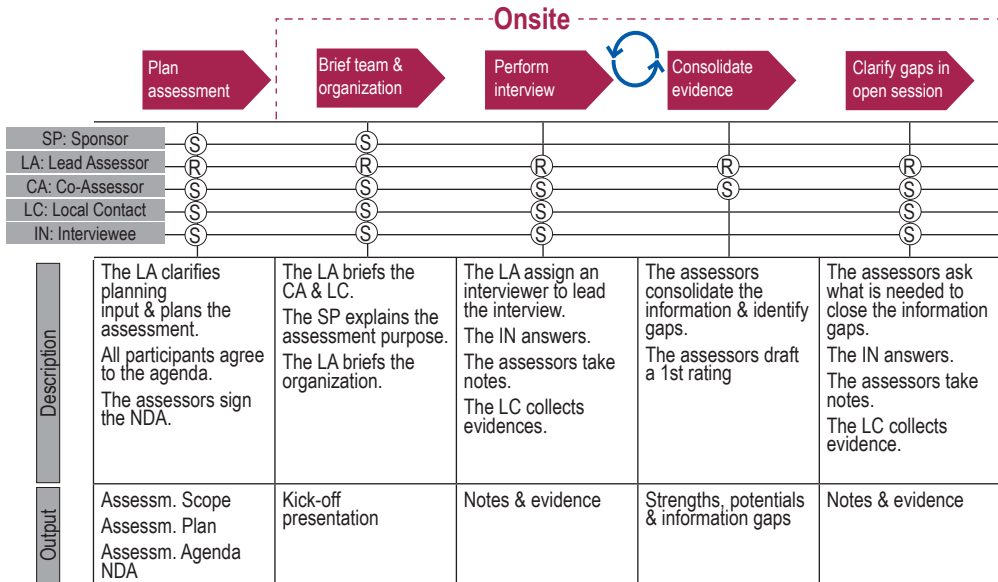 Onsite
Plan
assessment
Brief team &
organization
Perform
interview
Consolidate
evidence
Clarify gaps in
open session
SP: Sponsor
S
S
LA: Lead Assessor
R
R
R
R
R
CA: Co-Assessor
S
S
S
S
S
LC: Local Contact
S
S
S
S
IN: Interviewee
S
S
S
S
Description
The LA clarifies
planning
input & plans the
assessment.
All participants agree
to the agenda.
The assessors sign
the NDA.
The LA briefs the
CA & LC.
The SP explains the
assessment purpose.
The LA briefs the
organization.
The LA assign an
interviewer to lead
the interview.
The IN answers.
The assessors take
notes.
The LC collects
evidences.
The assessors
consolidate the
information & identify
gaps.
The assessors draft
a 1st rating
The assessors ask
what is needed to
close the information
gaps.
The IN answers.
The assessors take
notes.
The LC collects
evidence.
Output
Assessm. Scope
Assessm. Plan
Assessm. Agenda
NDA
Kick-off
presentation
Notes & evidence
Strengths, potentials
& information gaps
Notes & evidence